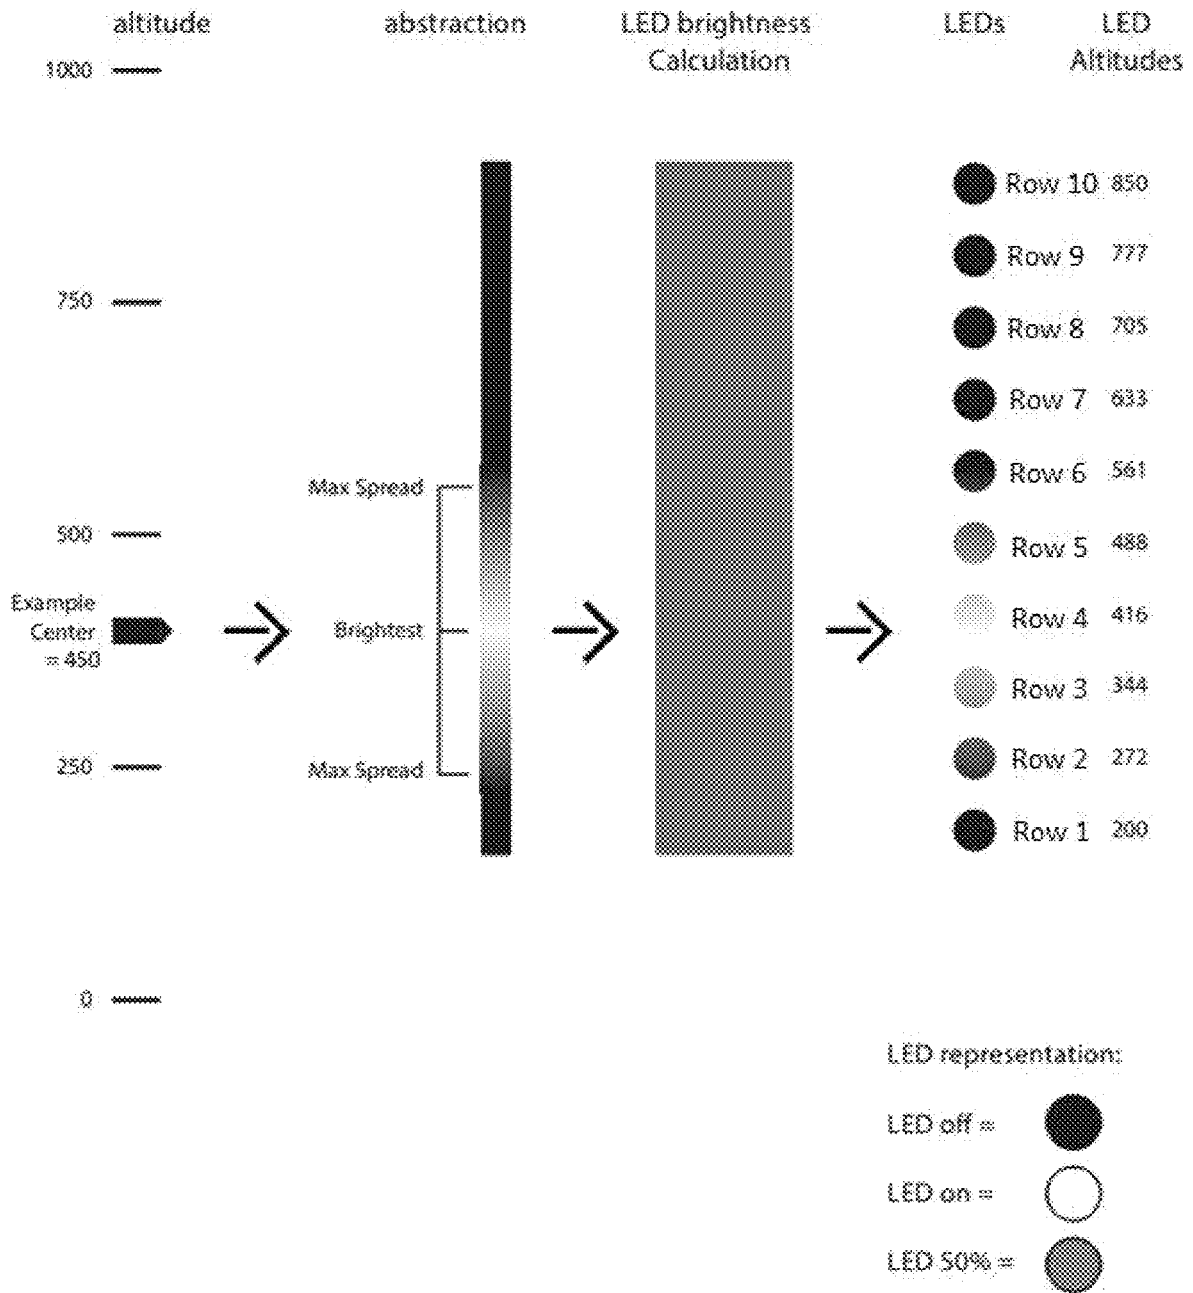 altitude
abstraction
LED brightness
Calculation
LEDs
LED
Altitudes
1000
750
500
Example
Center
= 450
250
0
Max Spread
Brightest
Max Spread
Row 10 850
Row 9 777
Row 8 705
Row 7 633
Row 6 561
Row 5 488
Row 4 416
Row 3 344
Row 2 272
Row 1 200
LED representation:
LED off =
LED on =
LED 50% =